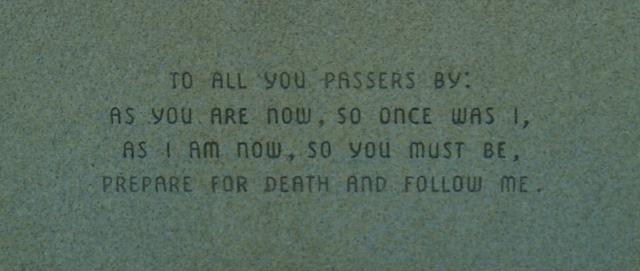 TO ALL YOU PASSERS BY:
AS YOU ARE NOW, SO ONCE WAS I,
AS I AM NOW, SO YOU MUST BE,
PREPARE FOR DEATH AND FOLLOW ME.